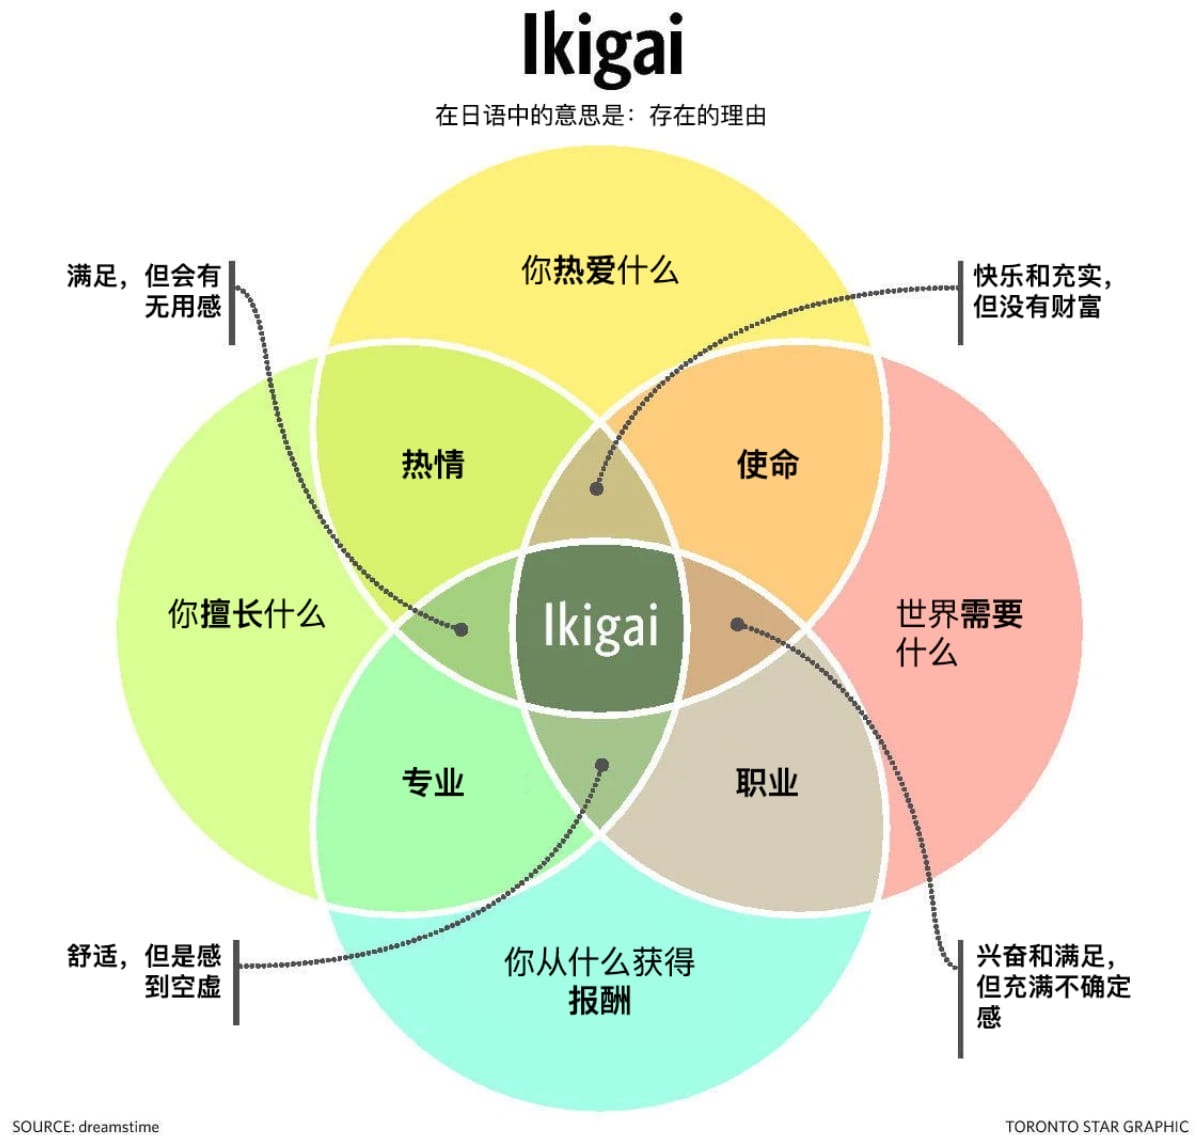 Ikigai
在日语中的意思是：存在的理由
你热爱什么
满足，但会有
无用感
快乐和充实，
但没有财富
热情
使命
你擅长什么
Ikigai
世界需要
什么
专业
职业
舒适，但是感
到空虚
你从什么获得
报酬
兴奋和满足，
但充满不确定
感
SOURCE: dreamstime
TORONTO STAR GRAPHIC